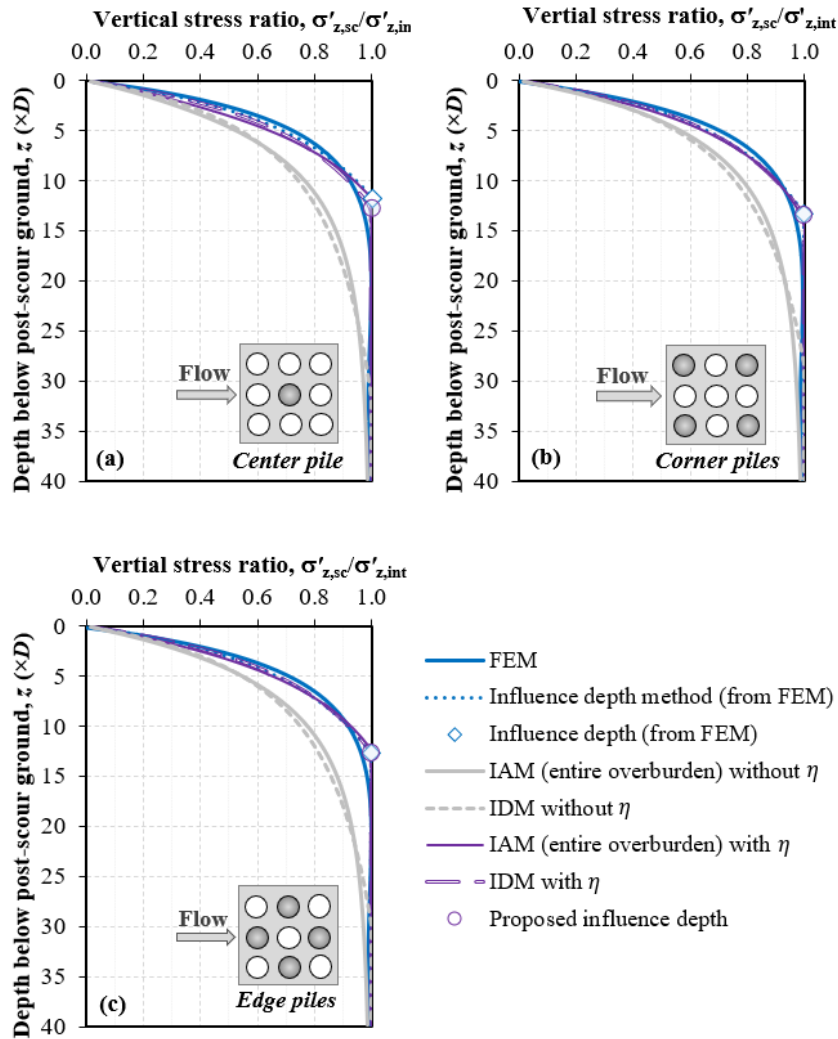 Vertical stress ratio, σ′z,sc/σ′z,in
0.0 0.2 0.4 0.6 0.8 1.0
Depth below post-scour ground, z (×D)
0
5
10
15
20
25
30
35
40
Flow
(a)
Center pile
Vertial stress ratio, σ′z,sc/σ'z,int
0.0 0.2 0.4 0.6 0.8 1.0
Depth below post-scour ground, z (×D)
0
5
10
15
20
25
30
35
40
Flow
(b)
Corner piles
Vertial stress ratio, σ′z,sc/σ′z,int
0.0 0.2 0.4 0.6 0.8 1.0
Depth below post-scour ground, z (×D)
0
5
10
15
20
25
30
35
40
Flow
(c)
Edge piles
FEM
Influence depth method (from FEM)
Influence depth (from FEM)
IAM (entire overburden) without η
IDM without η
IAM (entire overburden) with η
IDM with η
Proposed influence depth